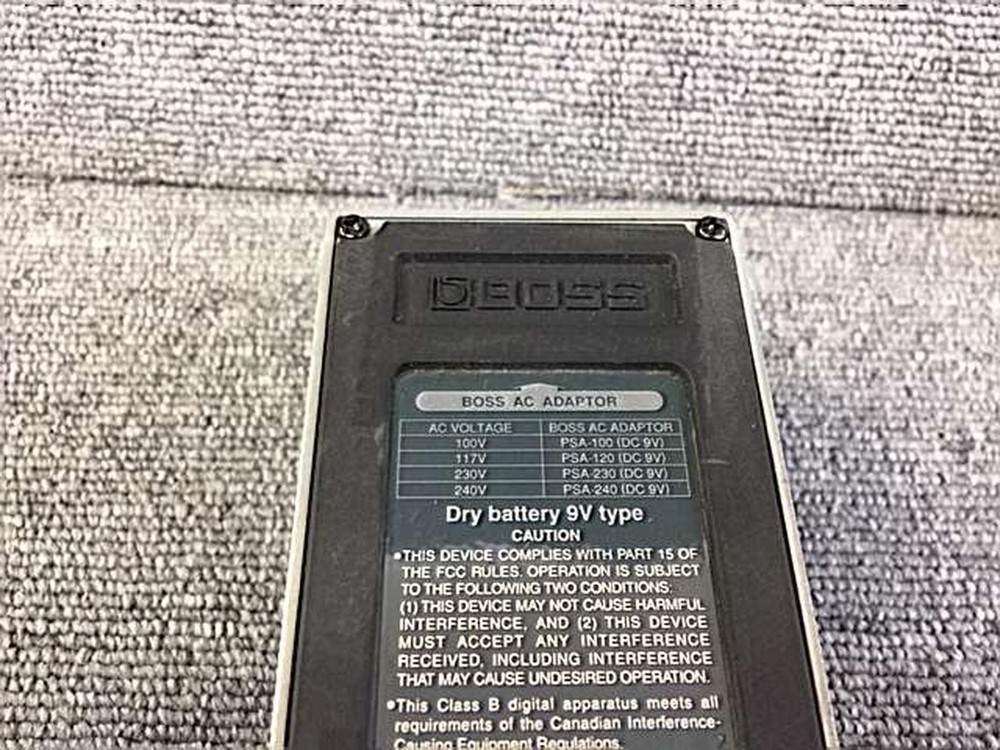 BOSS
BOSS AC ADAPTOR
AC VOLTAGE BOSS AC ADAPTOR
100V PSA-100 (DC 9V)
117V PSA-120 (DC 9V)
230V PSA-230 (DC 9V)
240V PSA-240 (DC 9V)
Dry battery 9V type
CAUTION
•THIS DEVICE COMPLIES WITH PART 15 OF
THE FCC RULES. OPERATION IS SUBJECT
TO THE FOLLOWING TWO CONDITIONS:
(1) THIS DEVICE MAY NOT CAUSE HARMFUL
INTERFERENCE, AND (2) THIS DEVICE
MUST ACCEPT ANY INTERFERENCE
RECEIVED, INCLUDING INTERFERENCE
THAT MAY CAUSE UNDESIRED OPERATION.
•This Class B digital apparatus meets all
requirements of the Canadian Interference-
Causing Equipment Regulations.